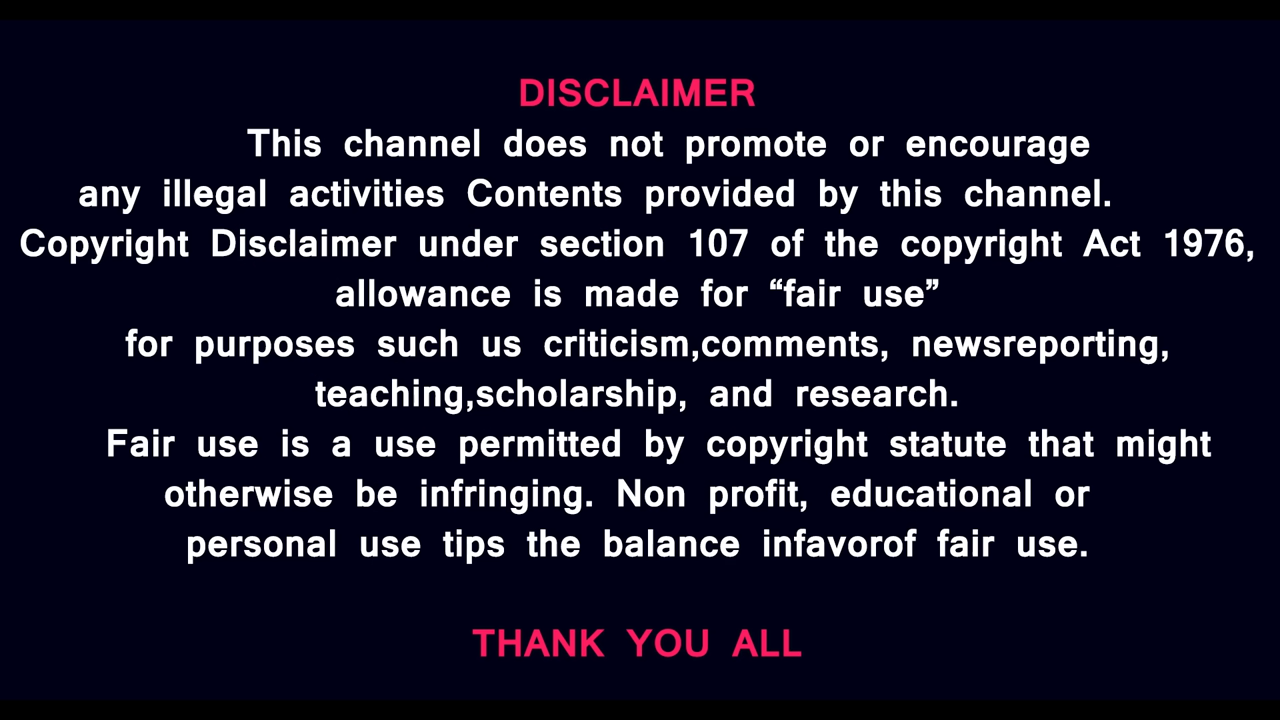 DISCLAIMER
This channel does not promote or encourage
any illegal activities Contents provided by this channel.
Copyright Disclaimer under section 107 of the copyright Act 1976,
allowance is made for “fair use”
for purposes such us criticism,comments, newsreporting,
teaching,scholarship, and research.
Fair use is a use permitted by copyright statute that might
otherwise be infringing. Non profit, educational or
personal use tips the balance infavorof fair use.
THANK YOU ALL